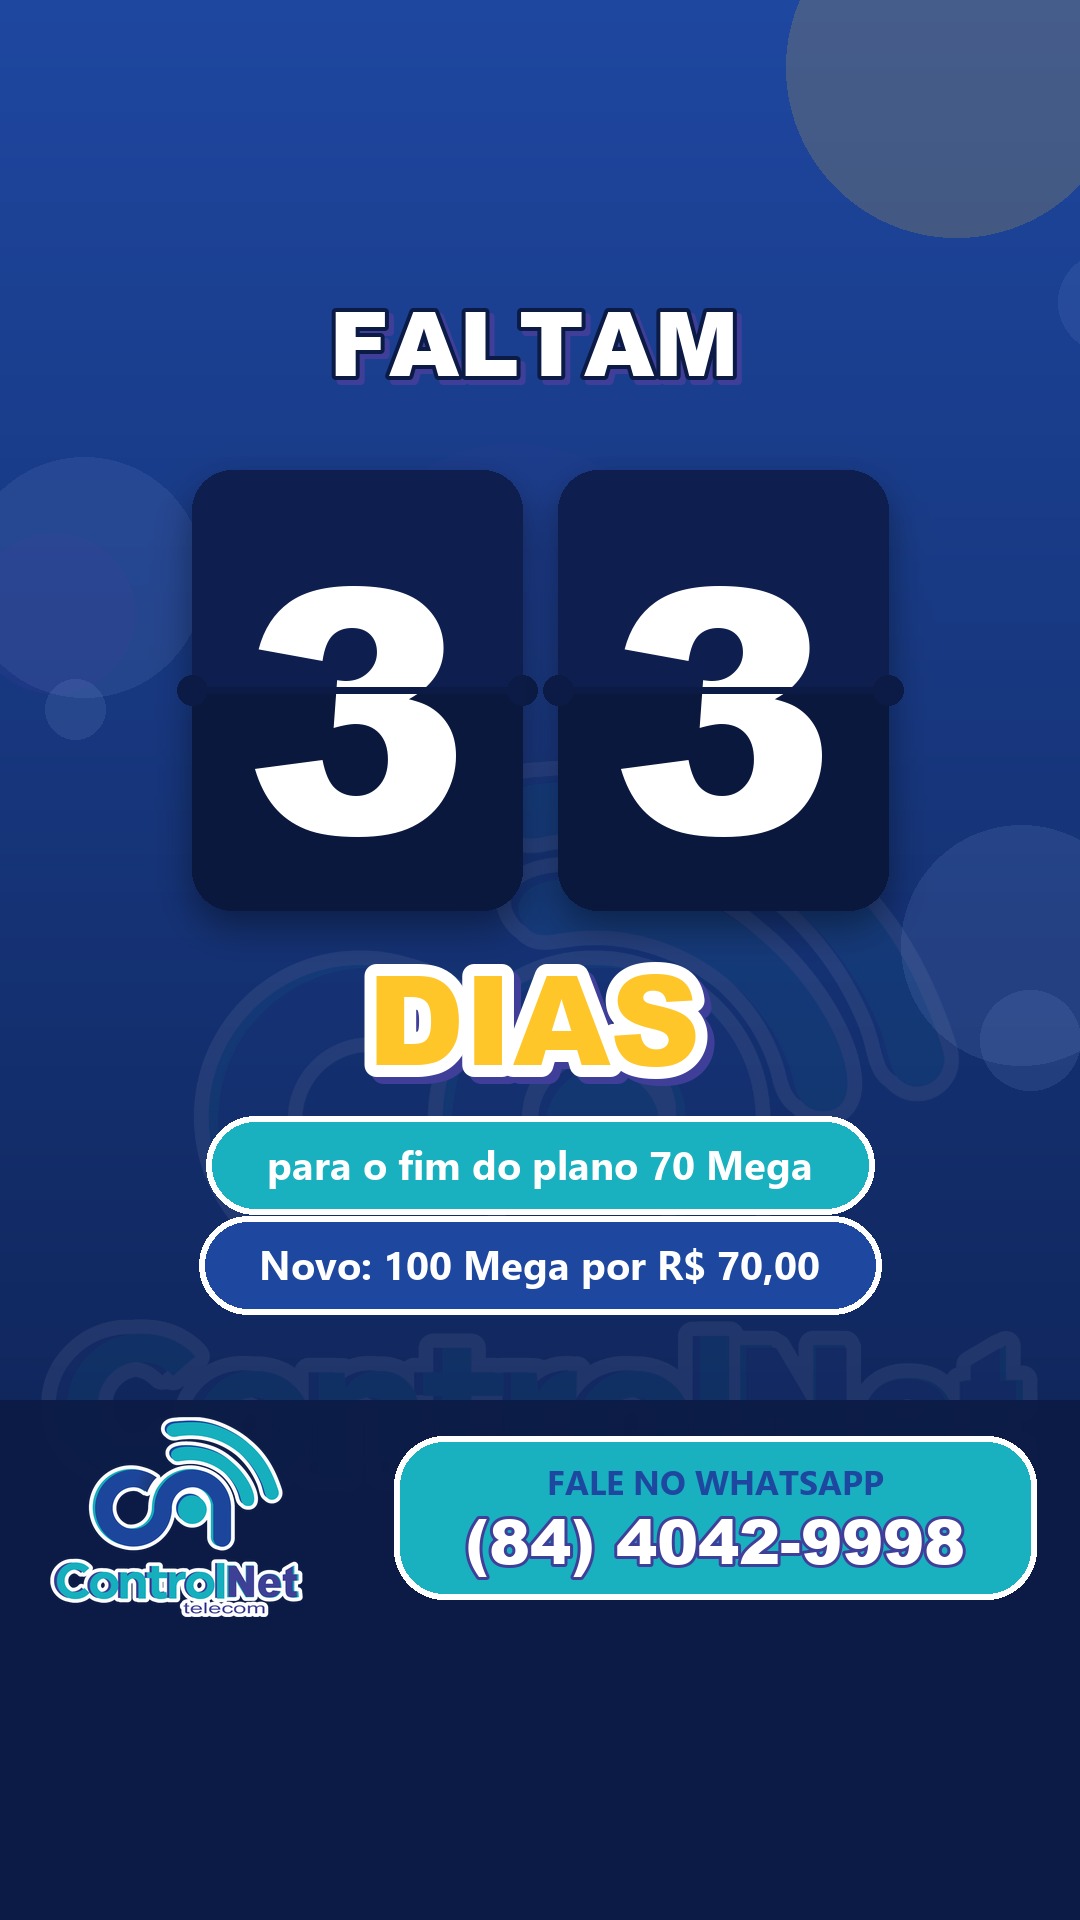 FALTAM
33
DIAS
para o fim do plano 70 Mega
Novo: 100 Mega por R$ 70,00
ControlNet
FALE NO WHATSAPP
(84) 4042-9998
ControlNet
telecom